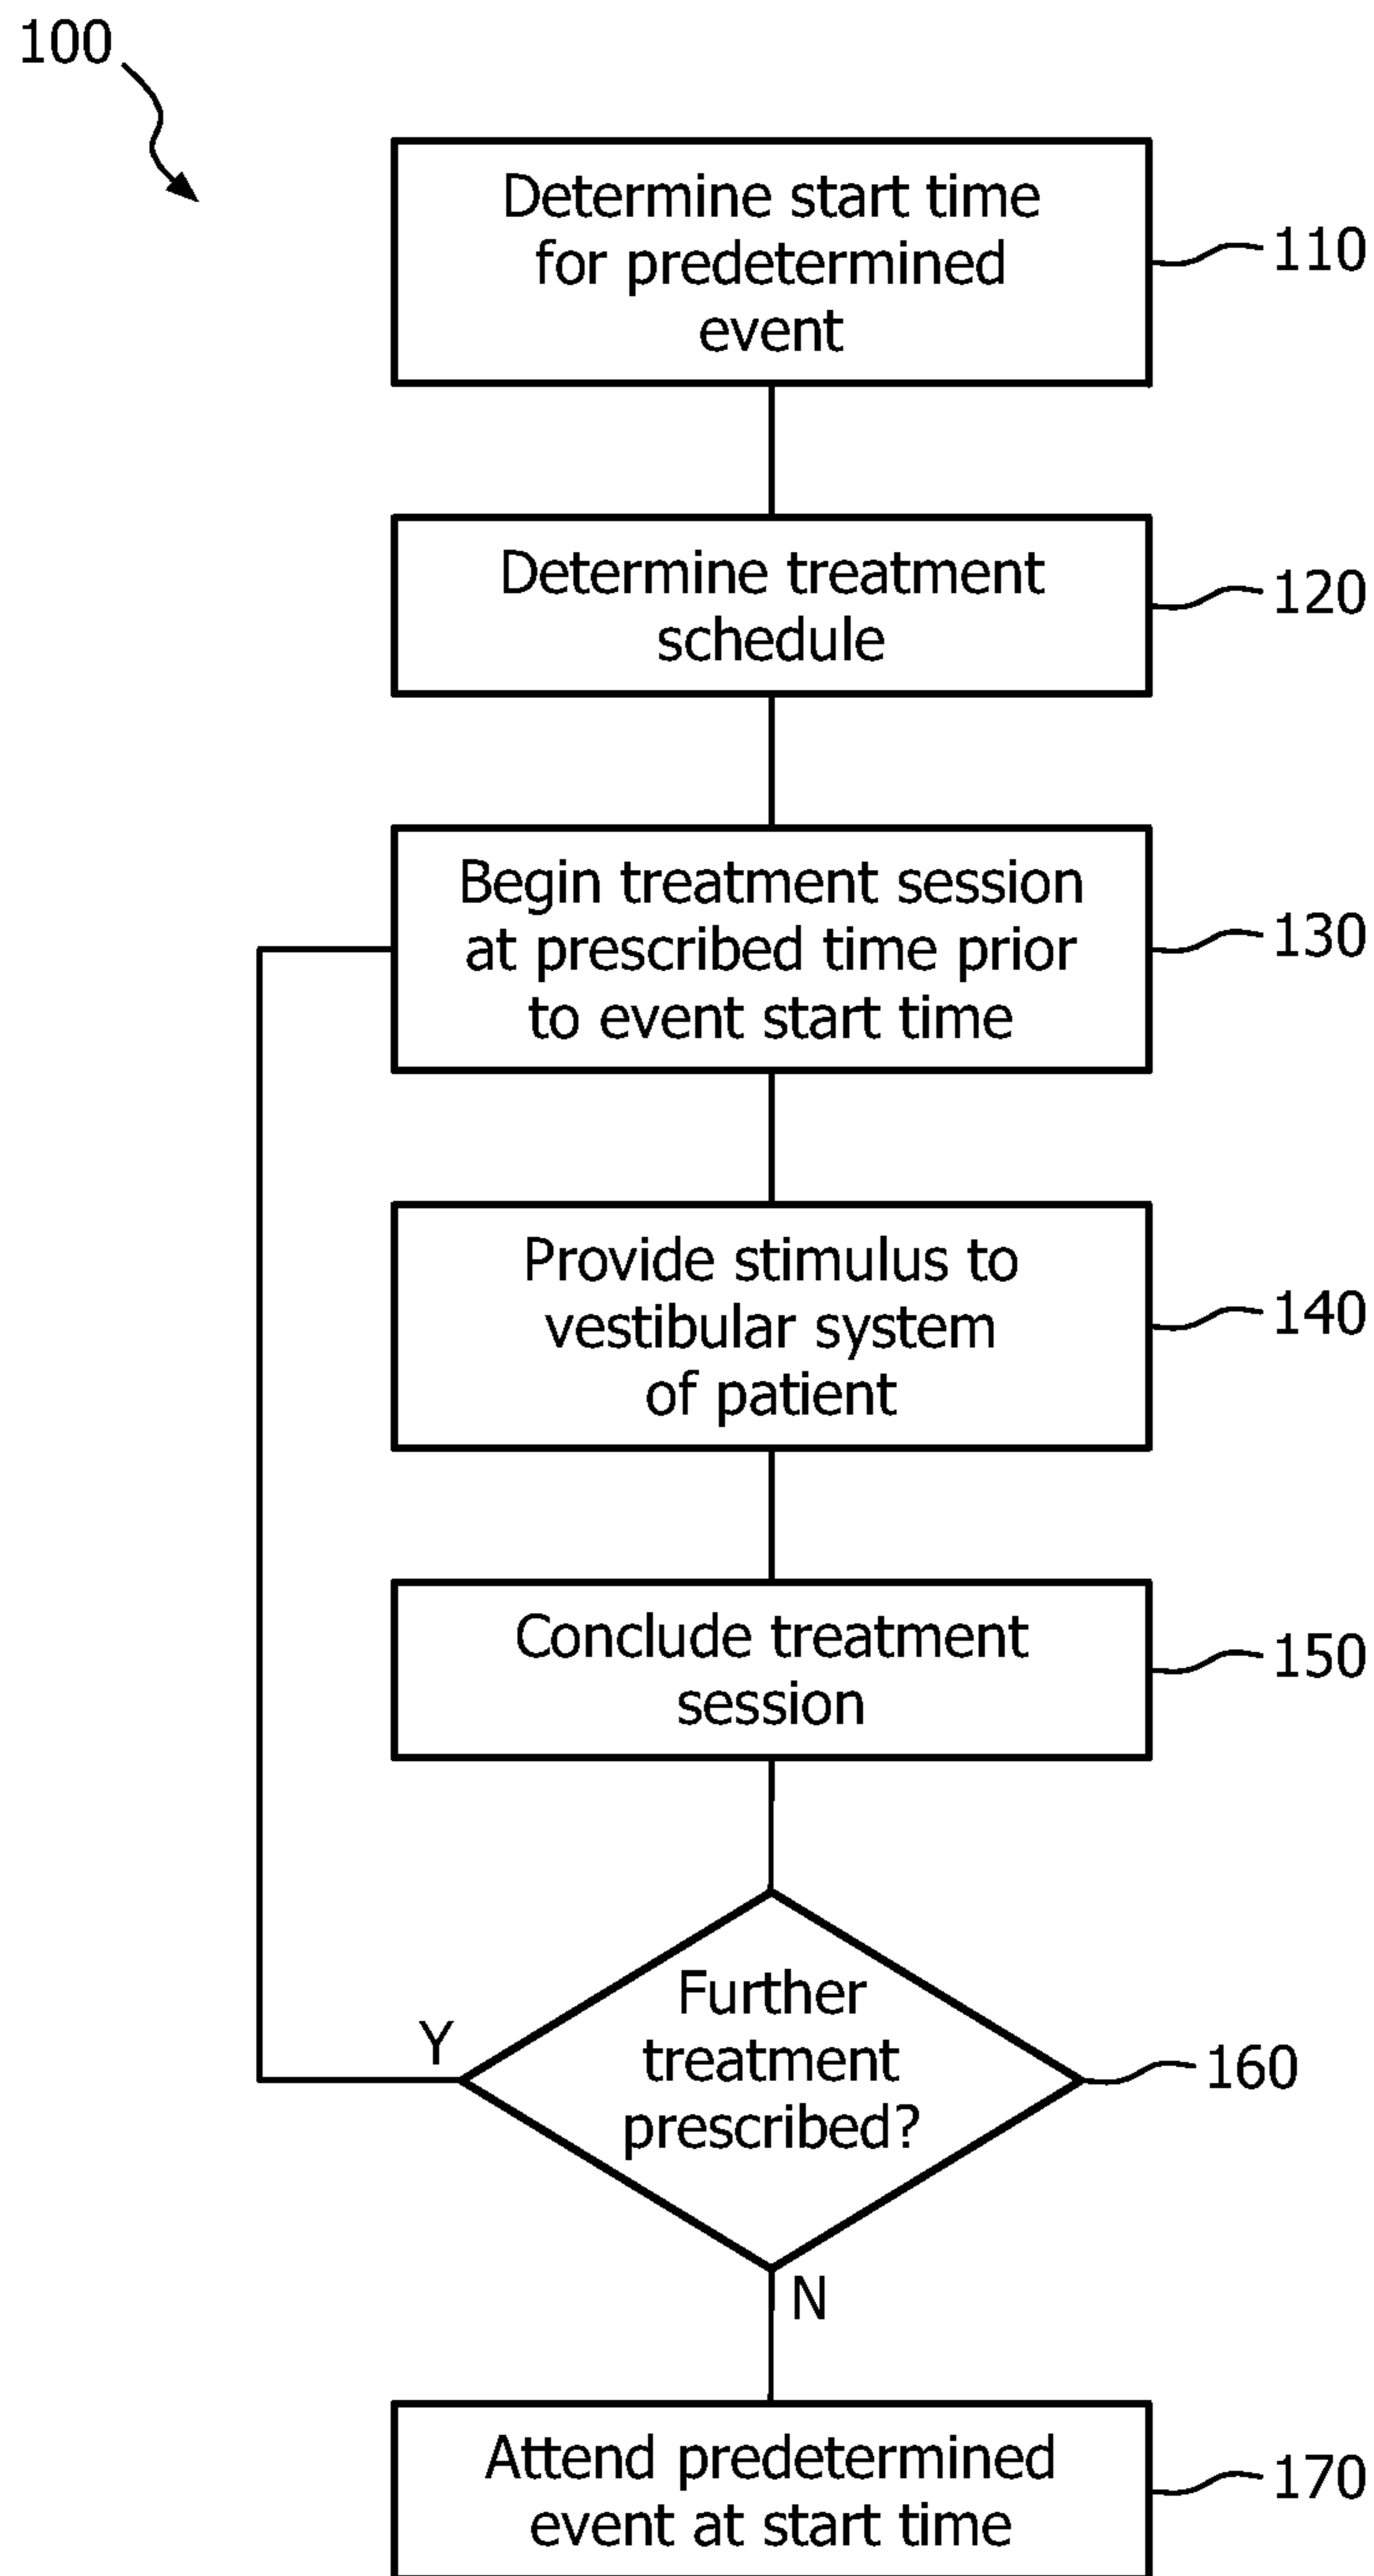 100
Determine start time
for predetermined
event
110
Determine treatment
schedule
120
Begin treatment session
at prescribed time prior
to event start time
130
Provide stimulus to
vestibular system
of patient
140
Conclude treatment
session
150
Further
treatment
prescribed?
Y
160
N
Attend predetermined
event at start time
170